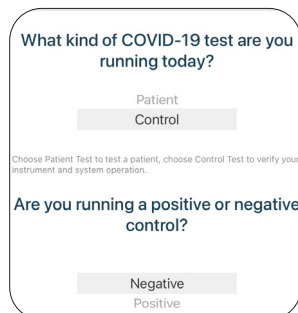 What kind of COVID-19 test are you
running today?
Patient
Control
Choose Patient Test to test a patient, choose Control Test to verify your
instrument and system operation.
Are you running a positive or negative
control?
Negative
Positive